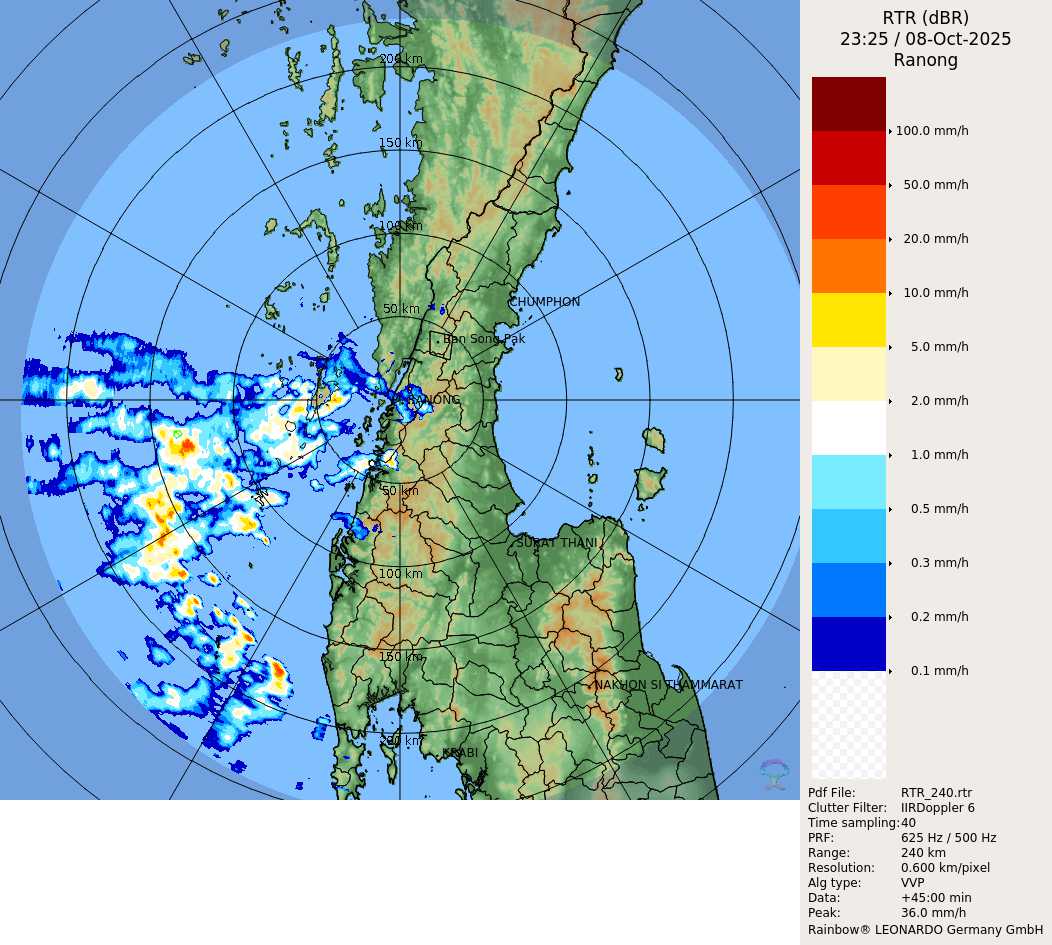 RTR (dBR)
23:25 / 08-Oct-2025
Ranong
100.0 mm/h
50.0 mm/h
20.0 mm/h
10.0 mm/h
5.0 mm/h
2.0 mm/h
1.0 mm/h
0.5 mm/h
0.3 mm/h
0.2 mm/h
0.1 mm/h
Pdf File: RTR_240.rtr
Clutter Filter: IIRDoppler 6
Time sampling:40
PRF: 625 Hz / 500 Hz
Range: 240 km
Resolution: 0.600 km/pixel
Alg type: VVP
Data: +45:00 min
Peak: 36.0 mm/h
Rainbow® LEONARDO Germany GmbH
200 km
150 km
100 km
CHUMPHON
50 km
Ban Song Pak
RANONG
50 km
SURAT THANI
100 km
150 km
NAKHON SI THAMMARAT
200 km
KRABI